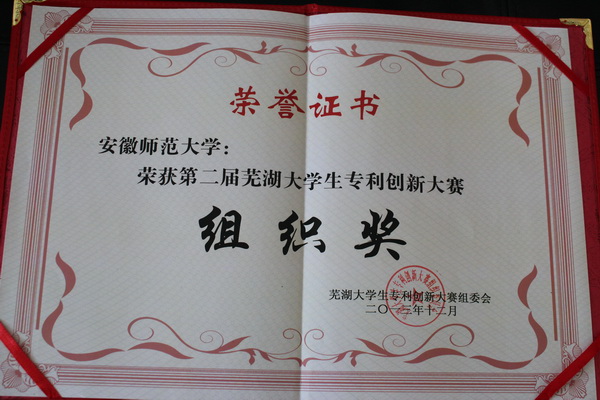 荣誉证书
安徽师范大学：
荣获第二届芜湖大学生专利创新大赛
组织奖
芜湖大学生专利创新大赛组委会
二〇一二年十二月